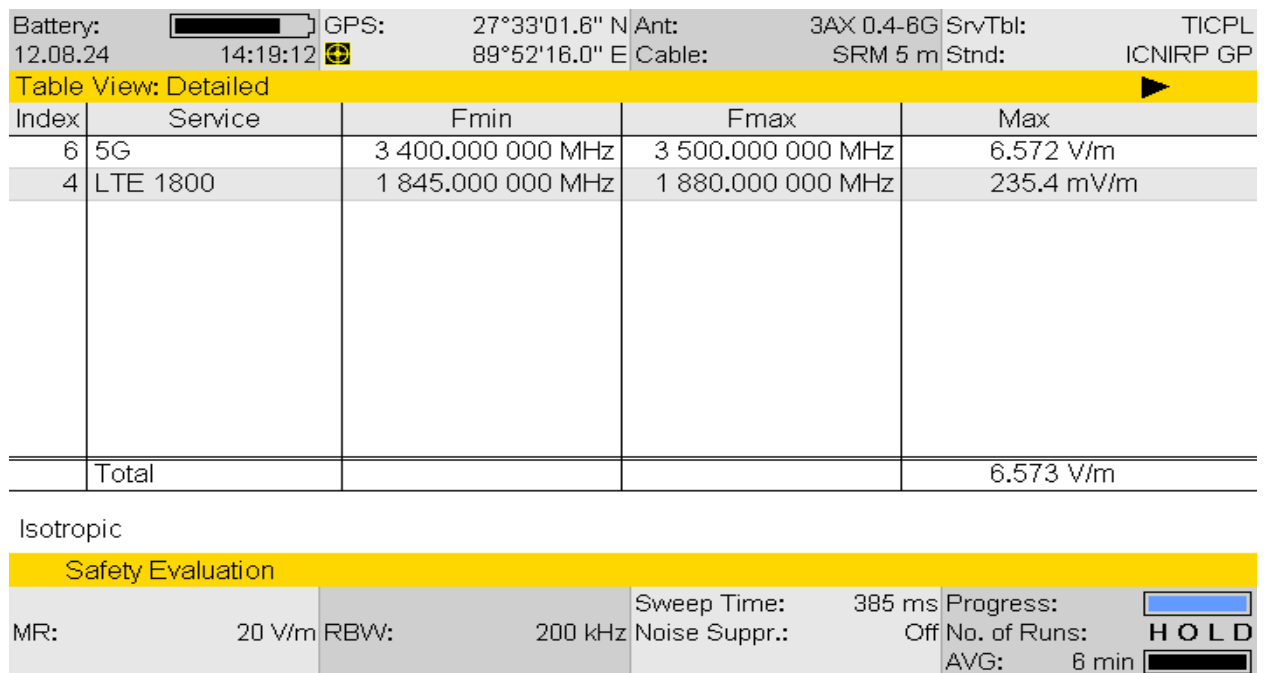 Battery: GPS: 27°33'01.6" N Ant: 3AX 0.4-6G SrvTbl: TICPL
12.08.24 14:19:12 89°52'16.0" E Cable: SRM 5 m Stnd: ICNIRP GP
Table View: Detailed
Index Service Fmin Fmax Max
6 5G 3 400.000 000 MHz 3 500.000 000 MHz 6.572 V/m
4 LTE 1800 1 845.000 000 MHz 1 880.000 000 MHz 235.4 mV/m
Total 6.573 V/m
Isotropic
Safety Evaluation
Sweep Time: 385 ms Progress:
MR: 20 V/m RBW: 200 kHz Noise Suppr.: Off No. of Runs: HOLD
AVG: 6 min